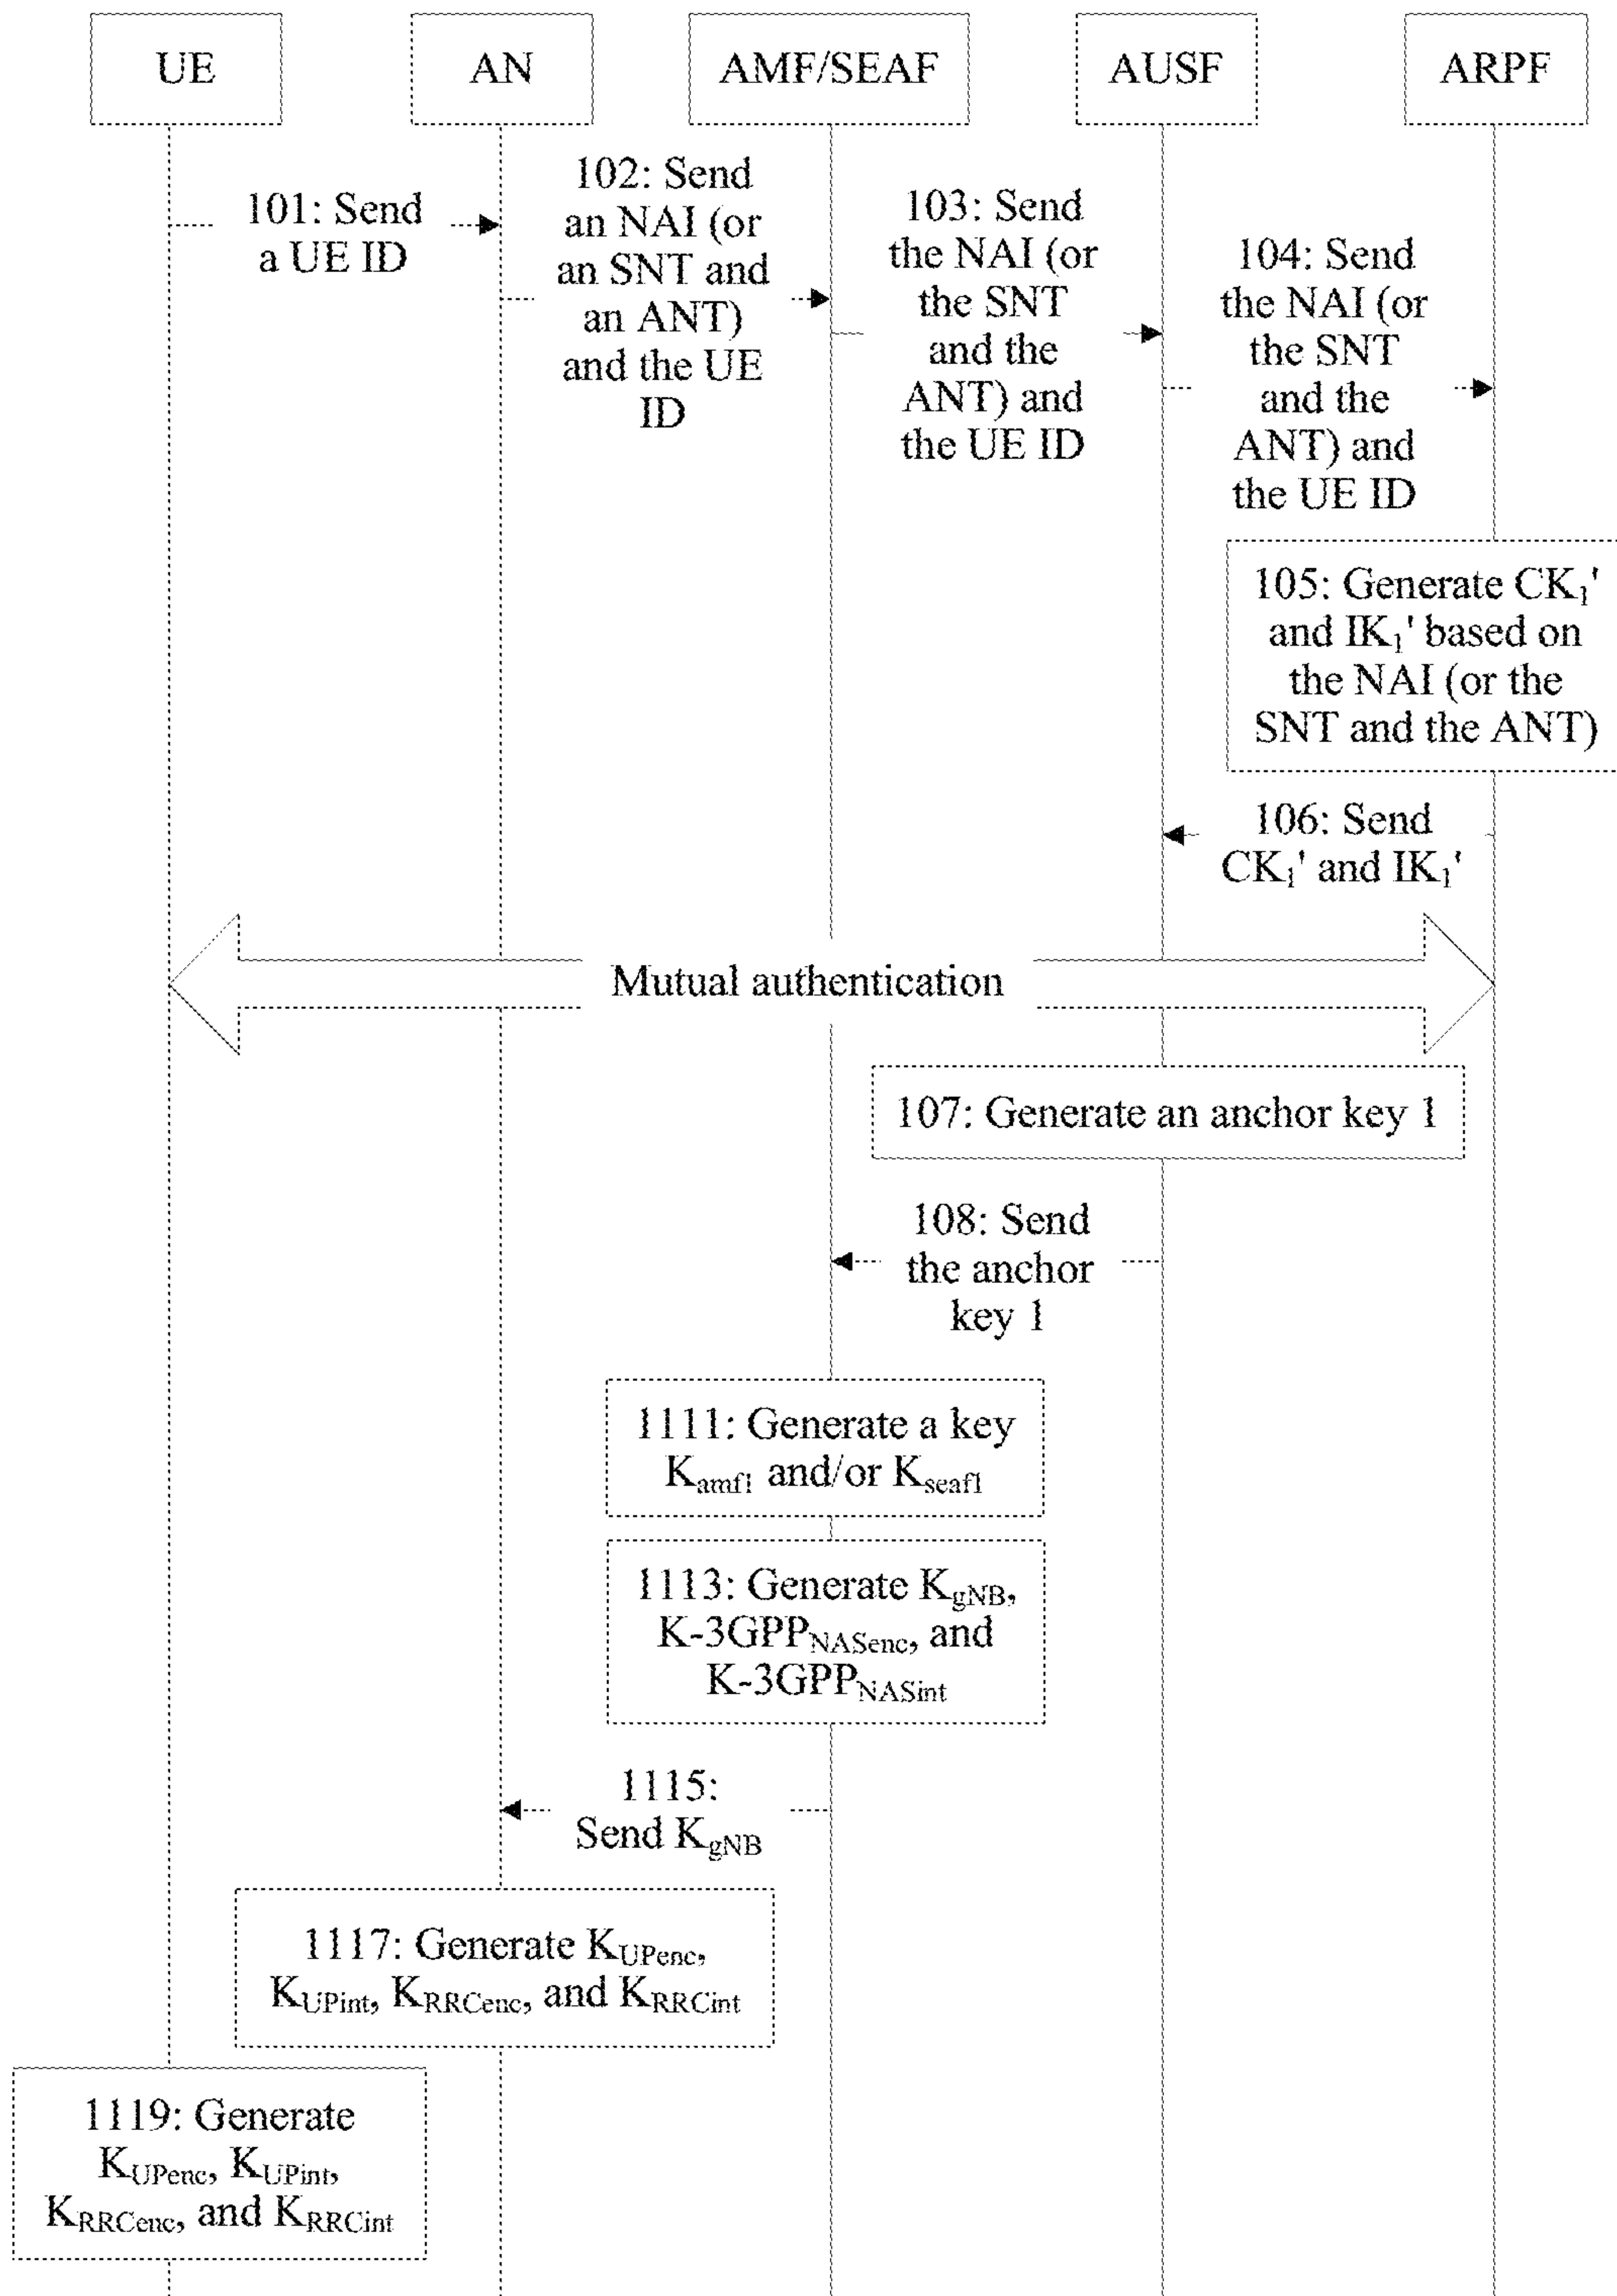 UE
AN
AMF/SEAF
AUSF
ARPF
101: Send
a UE ID
102: Send
an NAI (or
an SNT and
an ANT)
and the UE
ID
103: Send
the NAI (or
the SNT
and the
ANT) and
the UE ID
104: Send
the NAI (or
the SNT
and the
ANT) and
the UE ID
105: Generate CK₁'
and IK₁' based on
the NAI (or the
SNT and the ANT)
106: Send
CK₁' and IK₁'
Mutual authentication
107: Generate an anchor key 1
108: Send
the anchor
key 1
1111: Generate a key
Kamf1 and/or Kseaf1
1113: Generate KgNB,
K-3GPPNASenc, and
K-3GPPNASint
1115:
Send KgNB
1117: Generate KUPenc,
KUPint, KRRCenc, and KRRCint
1119: Generate
KUPenc, KUPint,
KRRCenc, and KRRCint